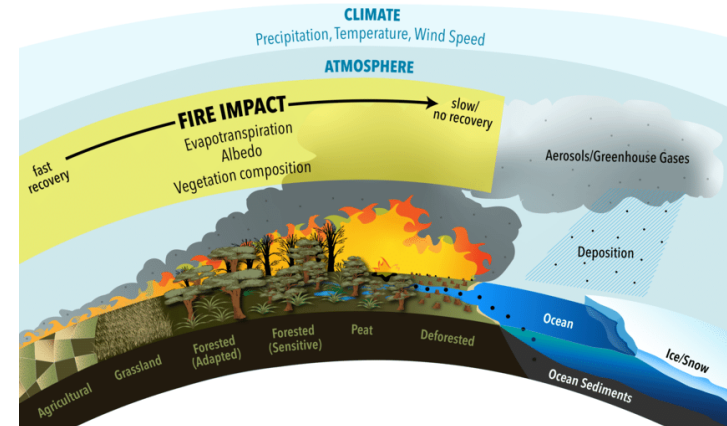 CLIMATE
Precipitation, Temperature, Wind Speed
ATMOSPHERE
FIRE IMPACT
Evapotranspiration
Albedo
Vegetation composition
fast
recovery
slow/
no recovery
Aerosols/Greenhouse Gases
Deposition
Agricultural
Grassland
Forested
(Adapted)
Forested
(Sensitive)
Peat
Deforested
Ocean
Ice/Snow
Ocean Sediments